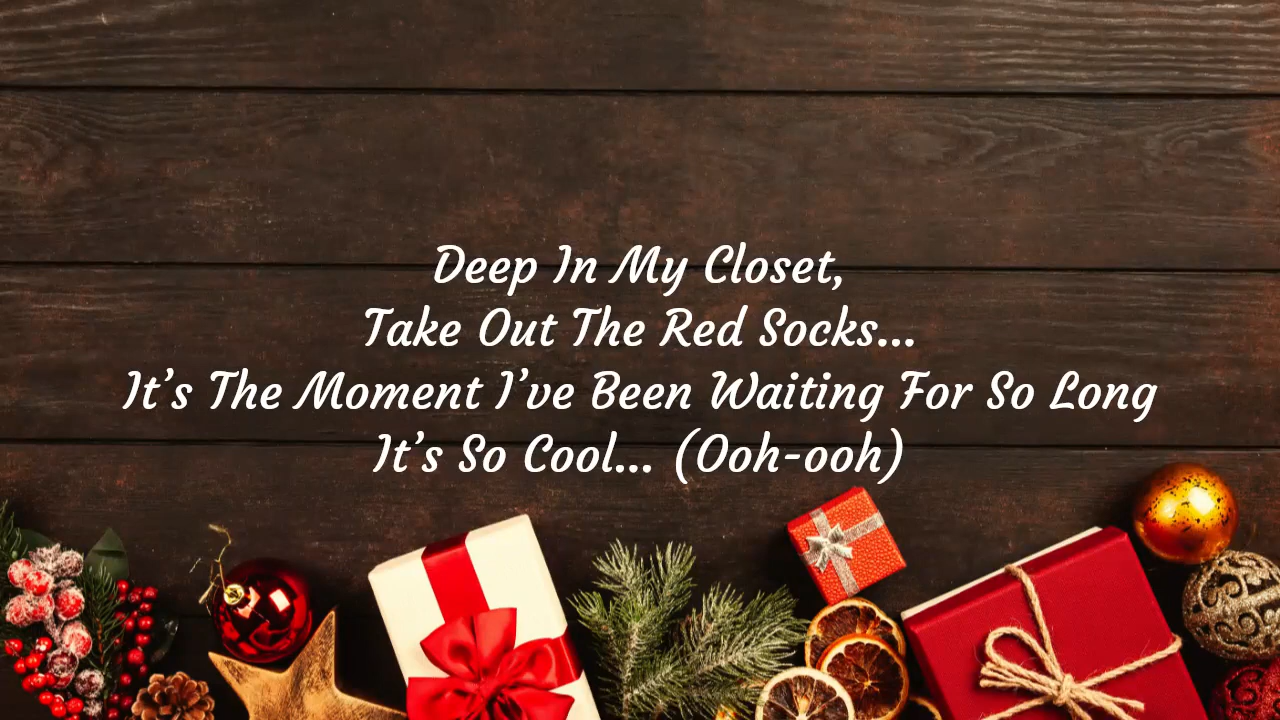 Deep In My Closet,
Take Out The Red Socks...
It’s The Moment I’ve Been Waiting For So Long
It’s So Cool... (Ooh-ooh)